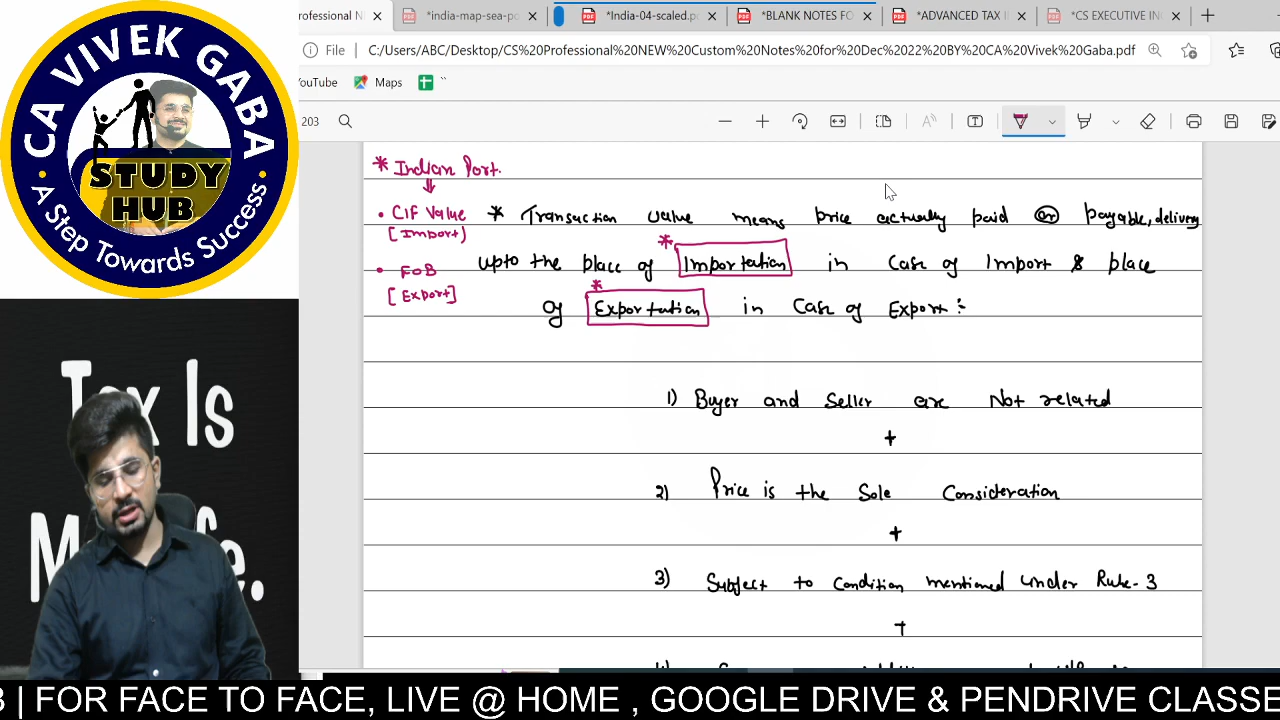 CA VIVEK GABA
STUDY
HUB
A Step Towards Success
Tax Is
rofessional N
*india-map-sea-po
*India-04-scaled.p
*BLANK NOTES FO
*ADVANCED TAX
*CS EXECUTIVE IN
File
C:/Users/ABC/Desktop/CS%20Professional%20NEW%20Custom%20Notes%20for%20Dec%2022%20BY%20CA%20Vivek%20Gaba.pdf
ouTube
Maps
203
* Indian Port.
• CIF Value
[Import]
• FOB
[Export]
* Transaction value means price actually paid or payable, delivery
upto the place of * Importation in Case of Import & place
of * Exportation in Case of Export :-
1) Buyer and Seller are Not related
+
2) Price is the Sole Consideration
+
3) Subject to Condition mentioned under Rule-3
+
| FOR FACE TO FACE, LIVE @ HOME , GOOGLE DRIVE & PENDRIVE CLASSE